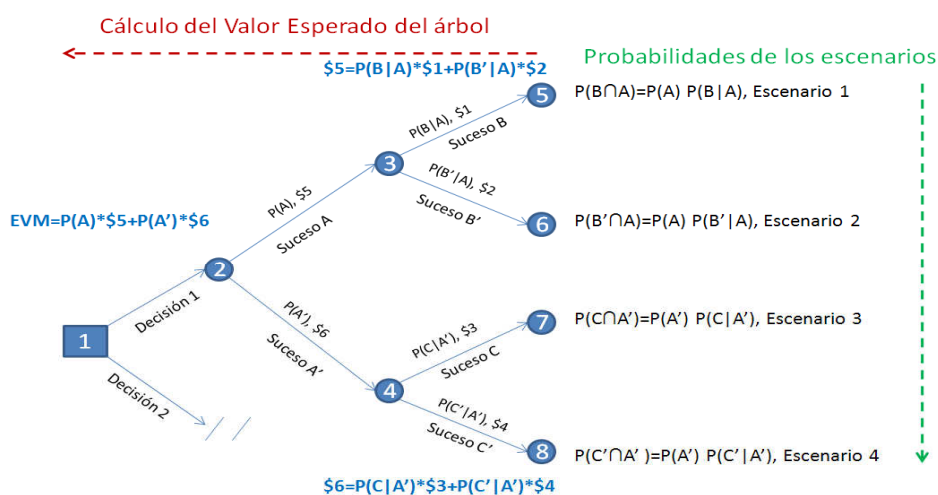 Cálculo del Valor Esperado del árbol
$5=P(B|A)*$1+P(B'|A)*$2
Probabilidades de los escenarios
5
P(B∩A)=P(A) P(B|A), Escenario 1
P(B|A), $1
Suceso B
3
P(B'|A), $2
Suceso B'
P(A), $5
Suceso A
6
P(B'∩A)=P(A) P(B'|A), Escenario 2
EVM=P(A)*$5+P(A')*$6
2
Decisión 1
P(A'), $6
Suceso A'
7
P(C∩A')=P(A') P(C|A'), Escenario 3
1
P(C|A'), $3
Suceso C
Decisión 2
4
P(C'|A'), $4
Suceso C'
8
P(C'∩A' )=P(A') P(C'|A'), Escenario 4
$6=P(C|A')*$3+P(C'|A')*$4